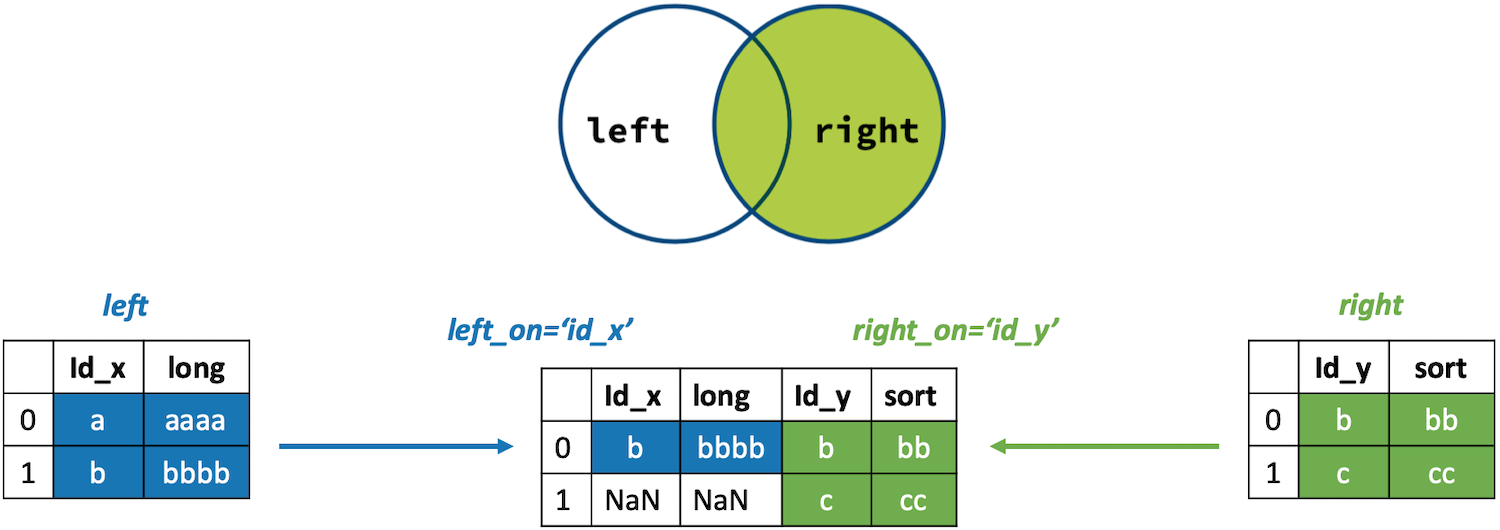 left right
left
left_on=‘id_x’ right_on=‘id_y’
right
Id_x long
0 a aaaa
1 b bbbb
Id_x long Id_y sort
0 b bbbb b bb
1 NaN NaN c cc
Id_y sort
0 b bb
1 c cc